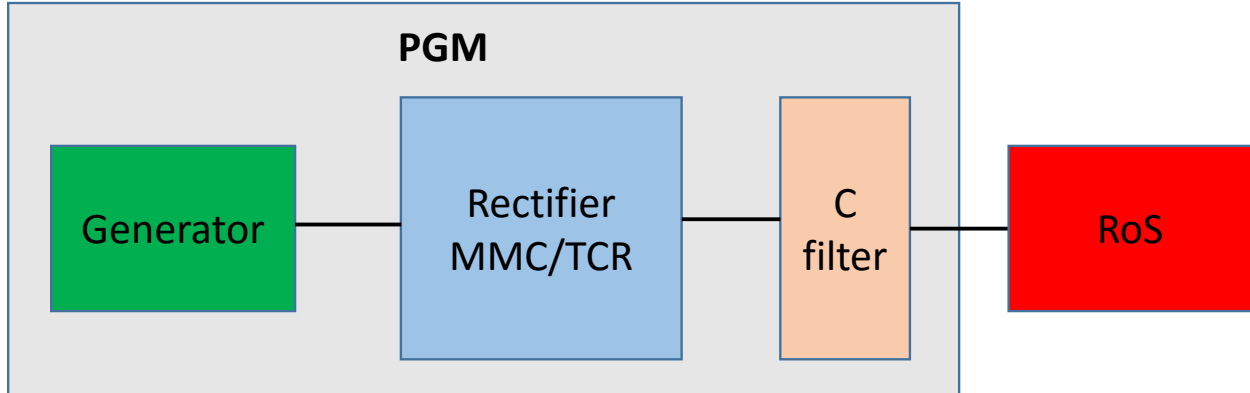 PGM
Generator
Rectifier
MMC/TCR
C
filter
RoS